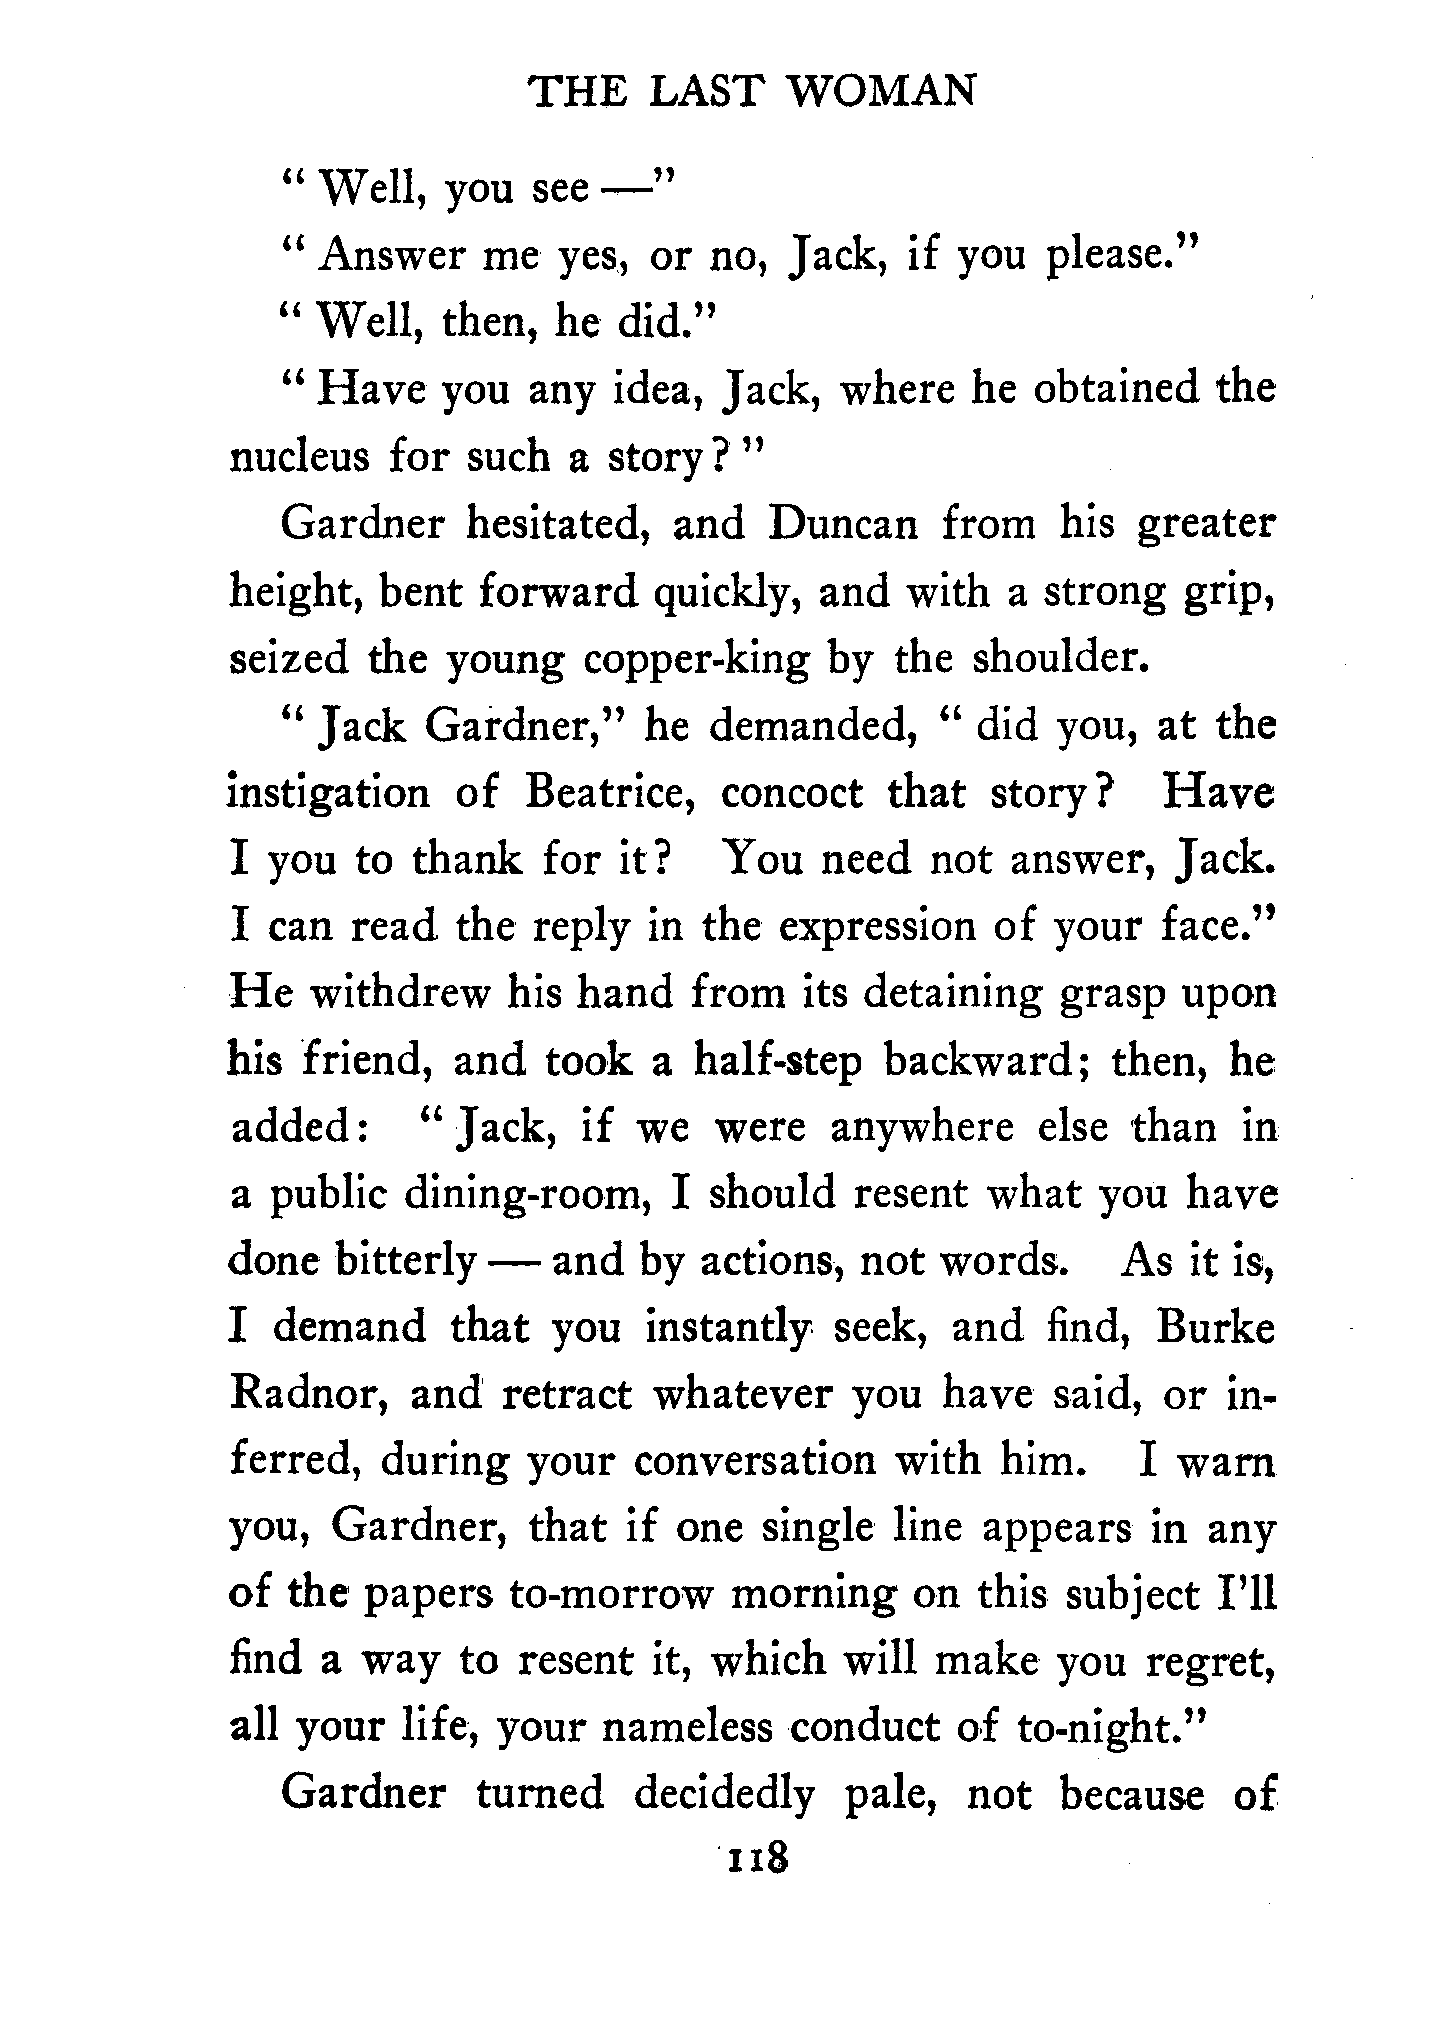 THE LAST WOMAN
“ Well, you see —”
“ Answer me yes, or no, Jack, if you please.”
“ Well, then, he did.”
“ Have you any idea, Jack, where he obtained the
nucleus for such a story? ”
Gardner hesitated, and Duncan from his greater
height, bent forward quickly, and with a strong grip,
seized the young copper-king by the shoulder.
“ Jack Gardner,” he demanded, “ did you, at the
instigation of Beatrice, concoct that story? Have
I you to thank for it? You need not answer, Jack.
I can read the reply in the expression of your face.”
He withdrew his hand from its detaining grasp upon
his friend, and took a half-step backward; then, he
added: “ Jack, if we were anywhere else than in
a public dining-room, I should resent what you have
done bitterly — and by actions, not words. As it is,
I demand that you instantly seek, and find, Burke
Radnor, and retract whatever you have said, or in-
ferred, during your conversation with him. I warn
you, Gardner, that if one single line appears in any
of the papers to-morrow morning on this subject I’ll
find a way to resent it, which will make you regret,
all your life, your nameless conduct of to-night.”
Gardner turned decidedly pale, not because of
118